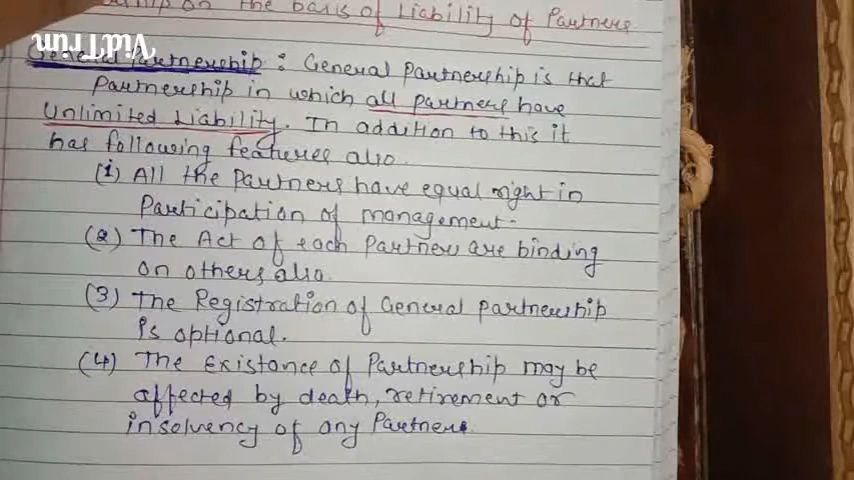 on the basis of Liability of Partners
VidTrim
General Partnership : General Partnership is that
Partnership in which all partners have
Unlimited Liability. In addition to this it
has following features also.
(1) All the Partners have equal right in
Participation of management.
(2) The Act of each Partners are binding
on others also.
(3) The Registration of General partnership
is optional.
(4) The Existance of Partnership may be
affected by death, retirement or
insolvency of any Partner.